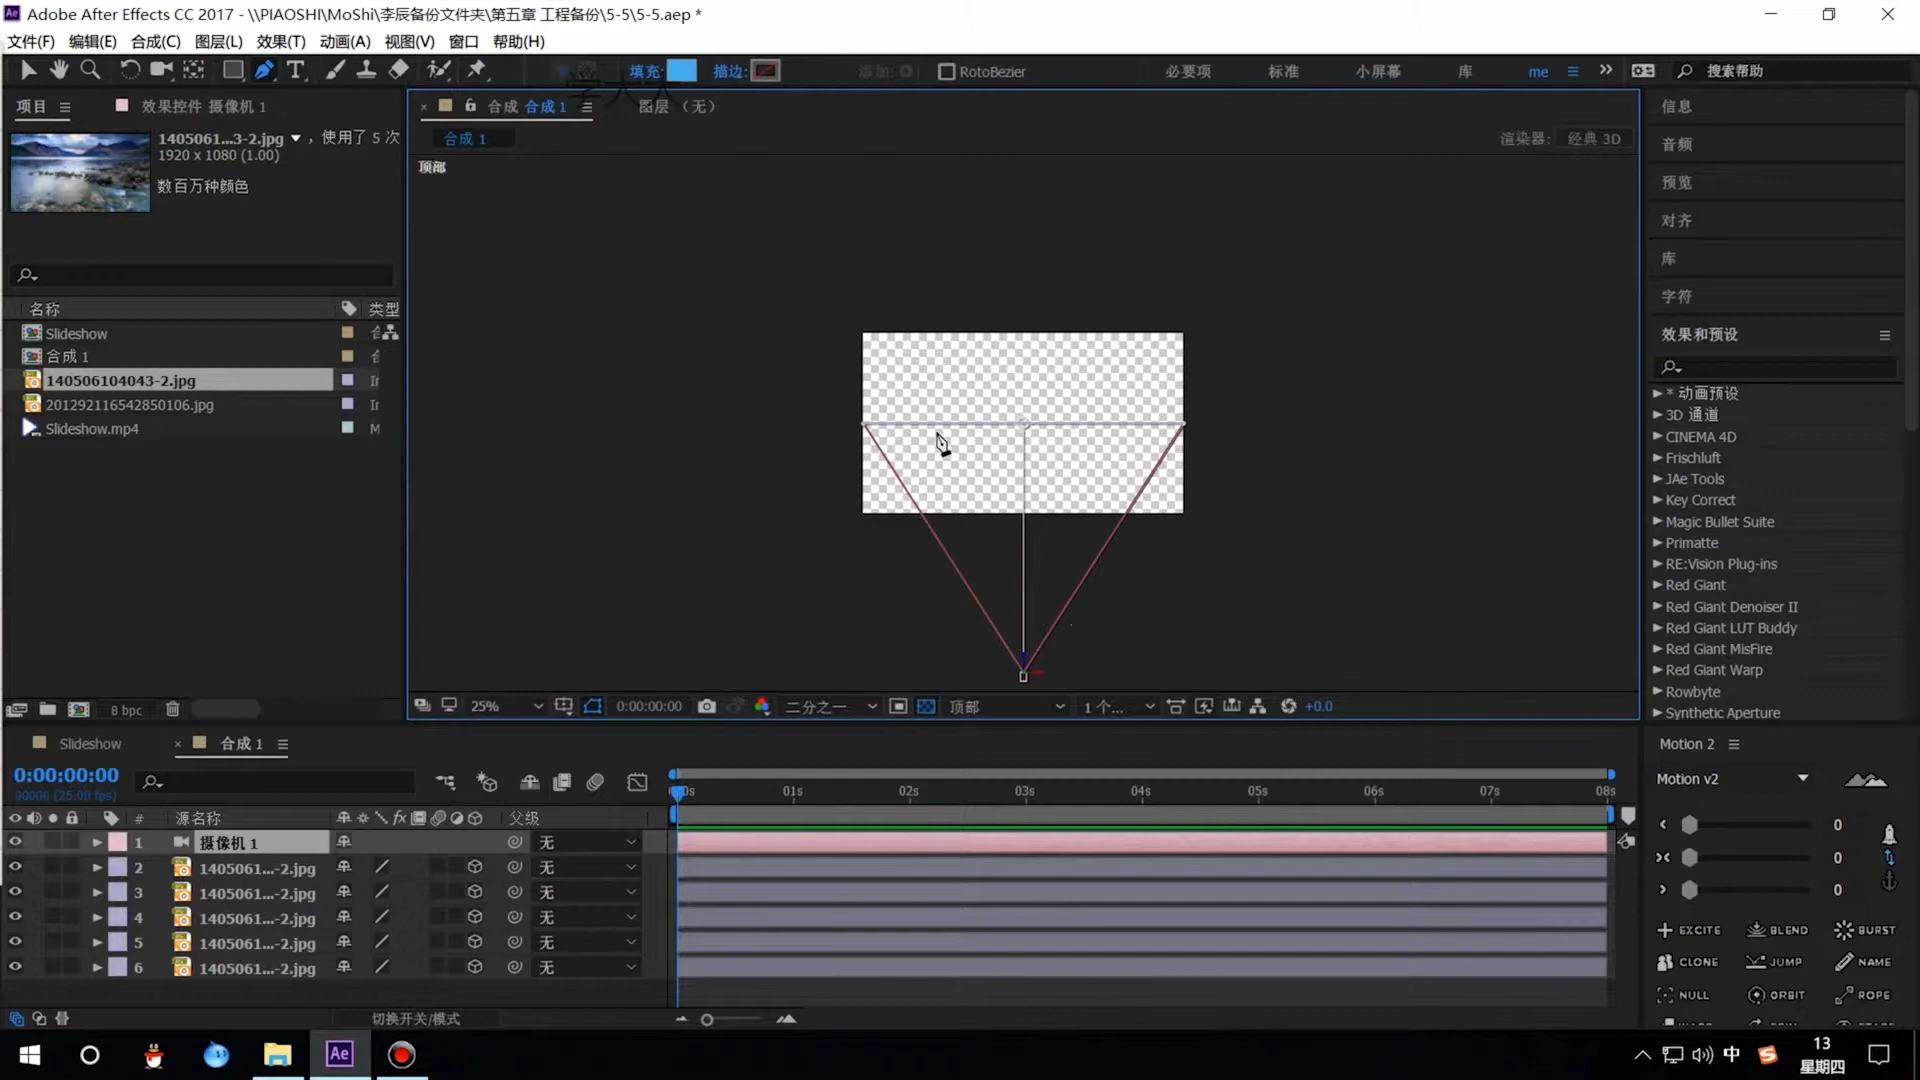 Adobe After Effects CC 2017 - \\PIAOSHI\MoShi\李辰备份文件夹\第五章 工程备份\5-5\5-5.aep *
文件(F) 编辑(E) 合成(C) 图层(L) 效果(T) 动画(A) 视图(V) 窗口 帮助(H)
填充: 描边: 添加: RotoBezier 必要项 标准 小屏幕 库 me 搜索帮助
项目 效果控件 摄像机 1
合成 合成 1 图层 (无)
1405061...3-2.jpg ▼ , 使用了 5 次
1920 x 1080 (1.00)
数百万种颜色
合成 1
渲染器: 经典 3D
顶部
名称 类型
Slideshow
合成 1
140506104043-2.jpg
201292116542850106.jpg
Slideshow.mp4
8 bpc
25% 0:00:00:00 二分之一 顶部 1 个... +0.0
信息
音频
预览
对齐
库
字符
效果和预设
* 动画预设
3D 通道
CINEMA 4D
Frischluft
JAe Tools
Key Correct
Magic Bullet Suite
Primatte
RE:Vision Plug-ins
Red Giant
Red Giant Denoiser II
Red Giant LUT Buddy
Red Giant MisFire
Red Giant Warp
Rowbyte
Synthetic Aperture
Slideshow 合成 1
0:00:00:00
00000 (25.00 fps)
01s 02s 03s 04s 05s 06s 07s 08s
# 源名称 fx 父级
1 摄像机 1 无
2 1405061...-2.jpg 无
3 1405061...-2.jpg 无
4 1405061...-2.jpg 无
5 1405061...-2.jpg 无
6 1405061...-2.jpg 无
切换开关/模式
Motion 2
Motion v2
0
0
0
EXCITE BLEND BURST
CLONE JUMP NAME
NULL ORBIT ROPE
Ae
中
13
星期四